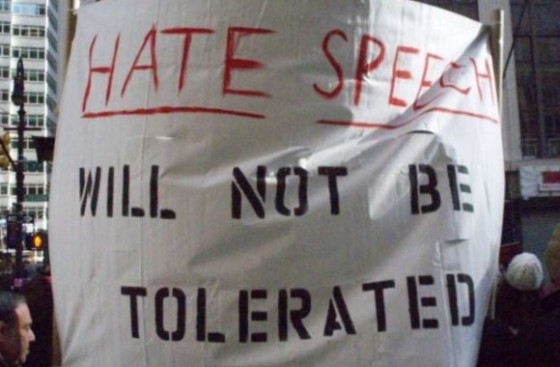 HATE SPEECH
WILL NOT BE
TOLERATED